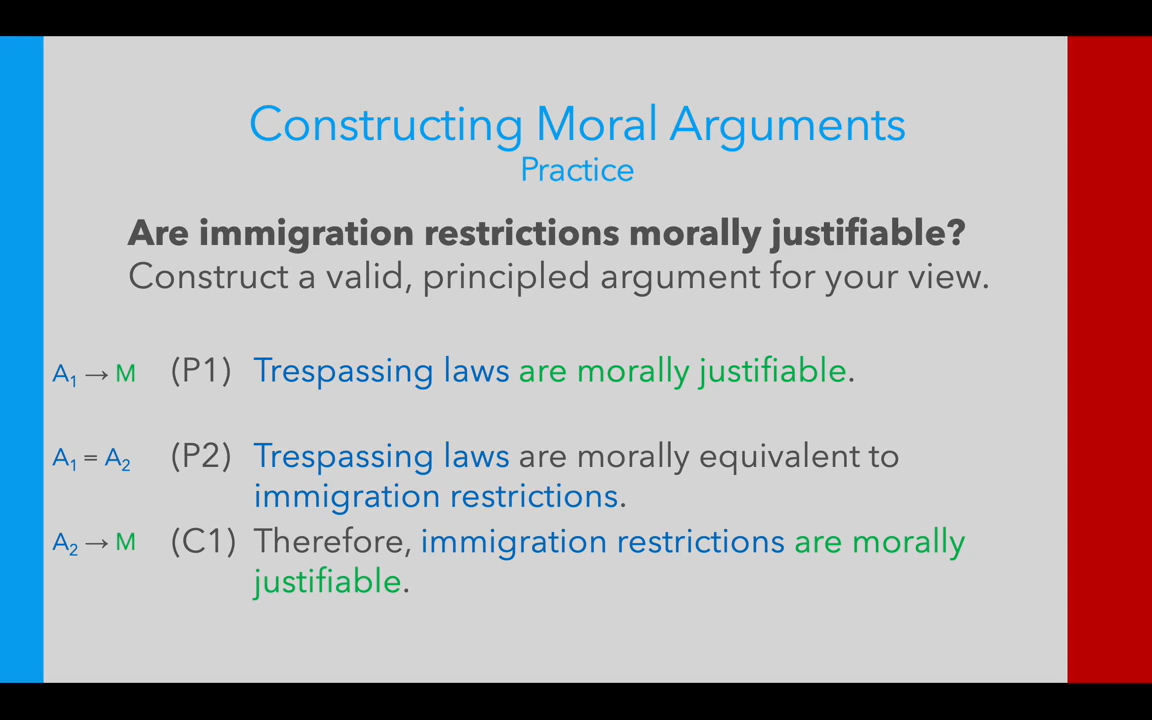 Constructing Moral Arguments
Practice
Are immigration restrictions morally justifiable?
Construct a valid, principled argument for your view.
A₁ → M (P1) Trespassing laws are morally justifiable.
A₁ = A₂ (P2) Trespassing laws are morally equivalent to
immigration restrictions.
A₂ → M (C1) Therefore, immigration restrictions are morally
justifiable.